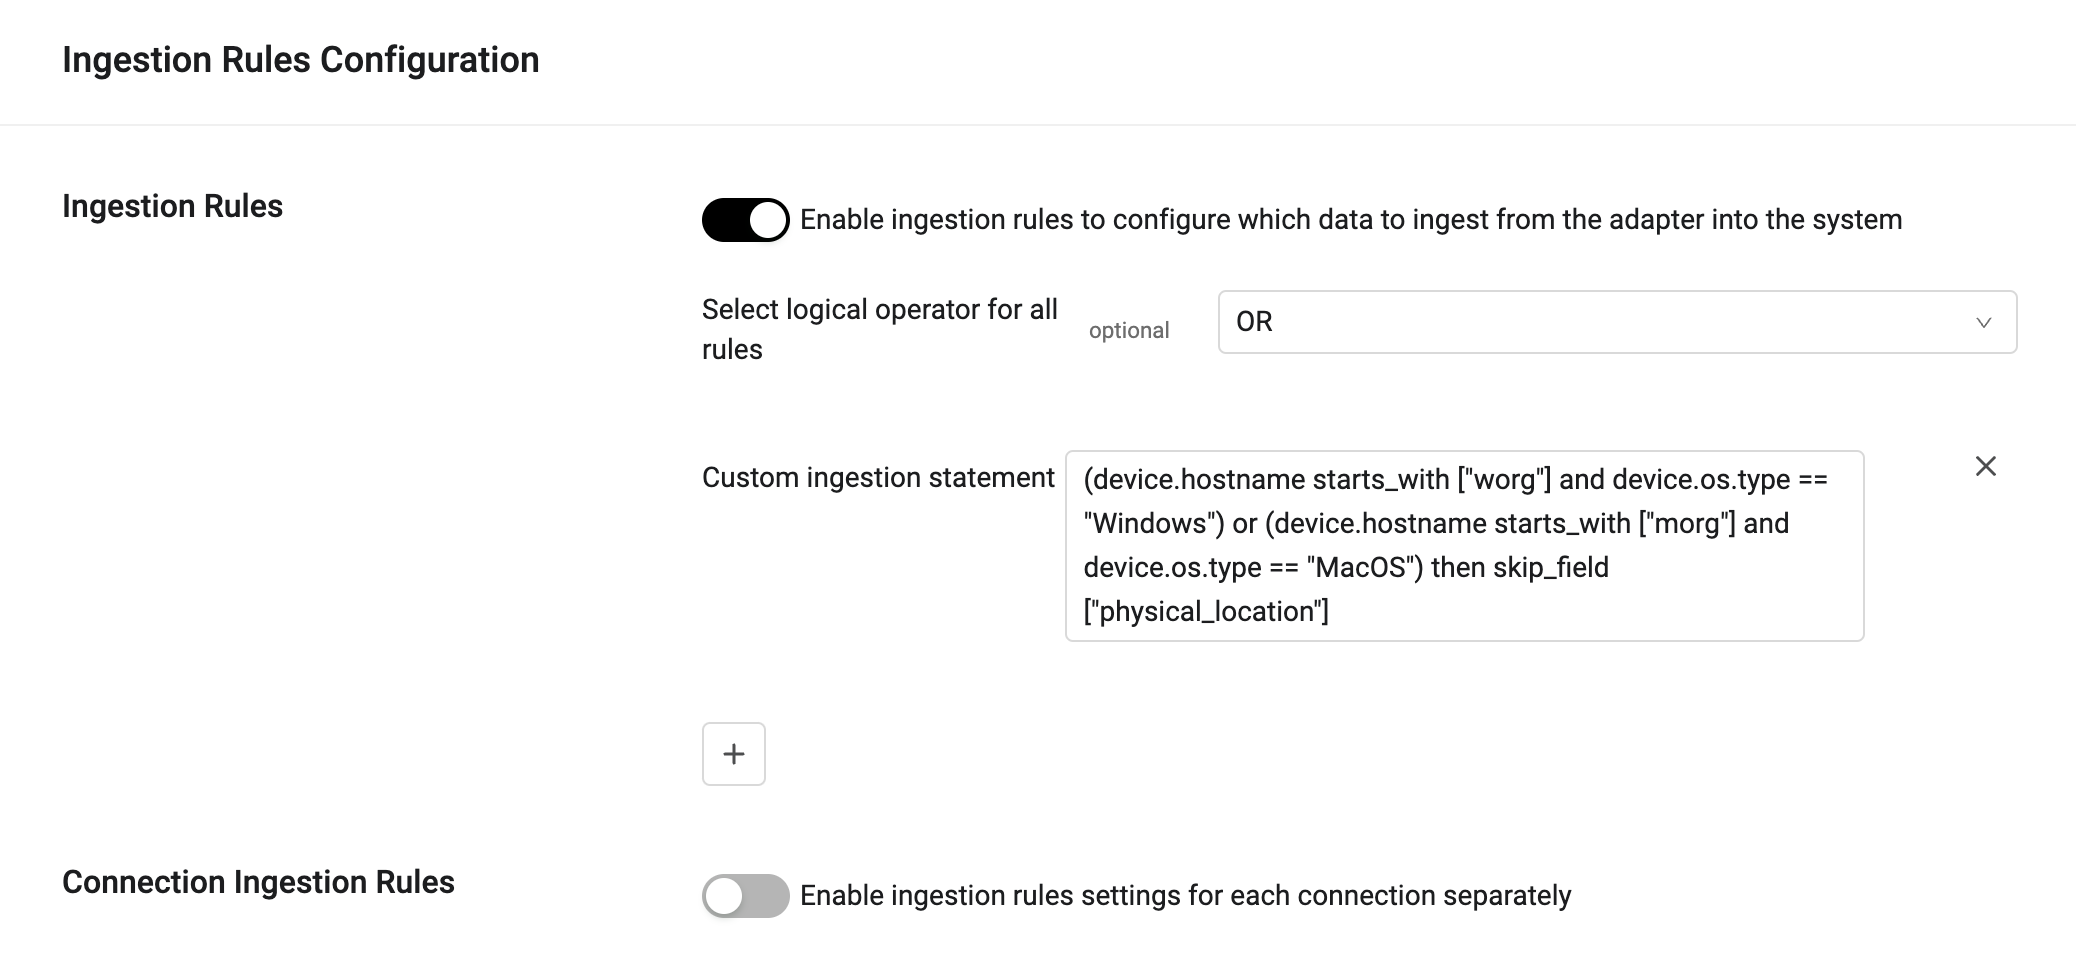 Ingestion Rules Configuration
Ingestion Rules
Enable ingestion rules to configure which data to ingest from the adapter into the system
Select logical operator for all
rules
optional
OR
Custom ingestion statement
(device.hostname starts_with ["worg"] and device.os.type ==
"Windows") or (device.hostname starts_with ["morg"] and
device.os.type == "MacOS") then skip_field
["physical_location"]
Connection Ingestion Rules
Enable ingestion rules settings for each connection separately